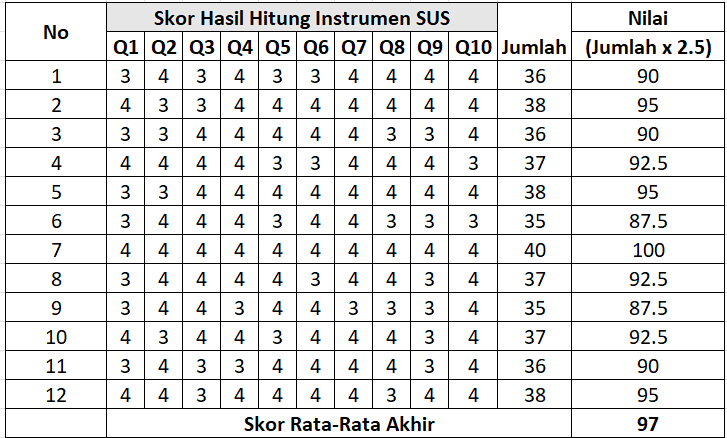 No Skor Hasil Hitung Instrumen SUS Jumlah Nilai
Q1 Q2 Q3 Q4 Q5 Q6 Q7 Q8 Q9 Q10 (Jumlah x 2.5)
1 3 4 3 4 3 3 4 4 4 4 36 90
2 4 3 3 4 4 4 4 4 4 4 38 95
3 3 3 4 4 4 4 4 3 3 4 36 90
4 4 4 4 4 3 3 4 4 4 3 37 92.5
5 3 3 4 4 4 4 4 4 4 4 38 95
6 3 4 4 4 3 4 4 3 3 3 35 87.5
7 4 4 4 4 4 4 4 4 4 4 40 100
8 3 4 4 4 4 3 4 4 3 4 37 92.5
9 3 4 4 3 4 4 3 3 3 4 35 87.5
10 4 3 4 4 3 4 4 4 3 4 37 92.5
11 3 4 3 3 4 4 4 4 3 4 36 90
12 4 4 3 4 4 4 4 3 4 4 38 95
Skor Rata-Rata Akhir 97